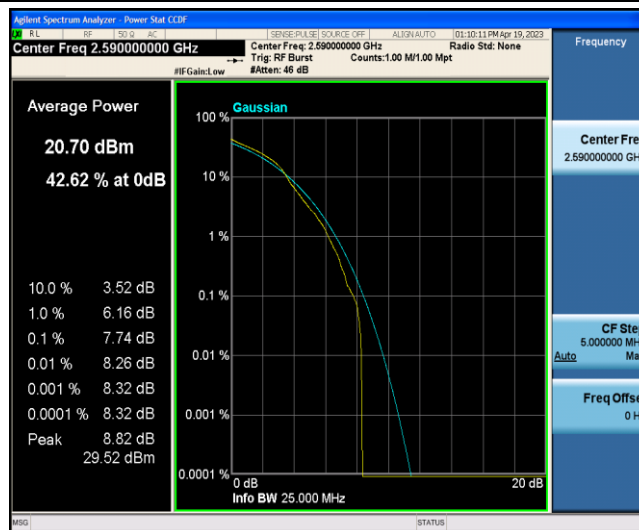 Agilent Spectrum Analyzer - Power Stat CCDF
RL RF 50 Ω AC SENSE:PULSE SOURCE OFF ALIGN AUTO 01:10:11 PM Apr 19, 2023
Center Freq 2.590000000 GHz
Center Freq: 2.590000000 GHz Radio Std: None
Trig: RF Burst Counts:1.00 M/1.00 Mpt
#IFGain:Low #Atten: 46 dB
Frequency
Average Power
20.70 dBm
42.62 % at 0dB
10.0 % 3.52 dB
1.0 % 6.16 dB
0.1 % 7.74 dB
0.01 % 8.26 dB
0.001 % 8.32 dB
0.0001 % 8.32 dB
Peak 8.82 dB
29.52 dBm
Gaussian
100 %
10 %
1 %
0.1 %
0.01 %
0.001 %
0.0001 %
0 dB 20 dB
Info BW 25.000 MHz
Center Fre
2.590000000 GH
CF Ste
5.000000 MH
Auto Ma
Freq Offse
0 H
MSG STATUS